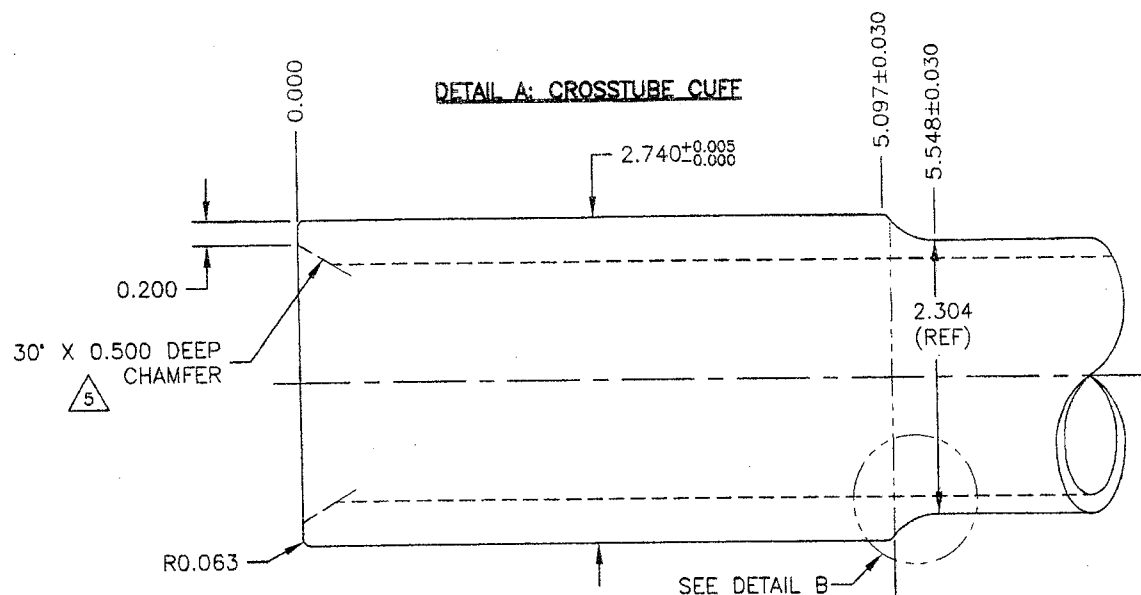 DETAIL A: CROSSTUBE CUFF
0.000
5.097±0.030
5.548±0.030
2.740 +0.005
-0.000
0.200
30° X 0.500 DEEP
CHAMFER
5
2.304
(REF)
R0.063
SEE DETAIL B